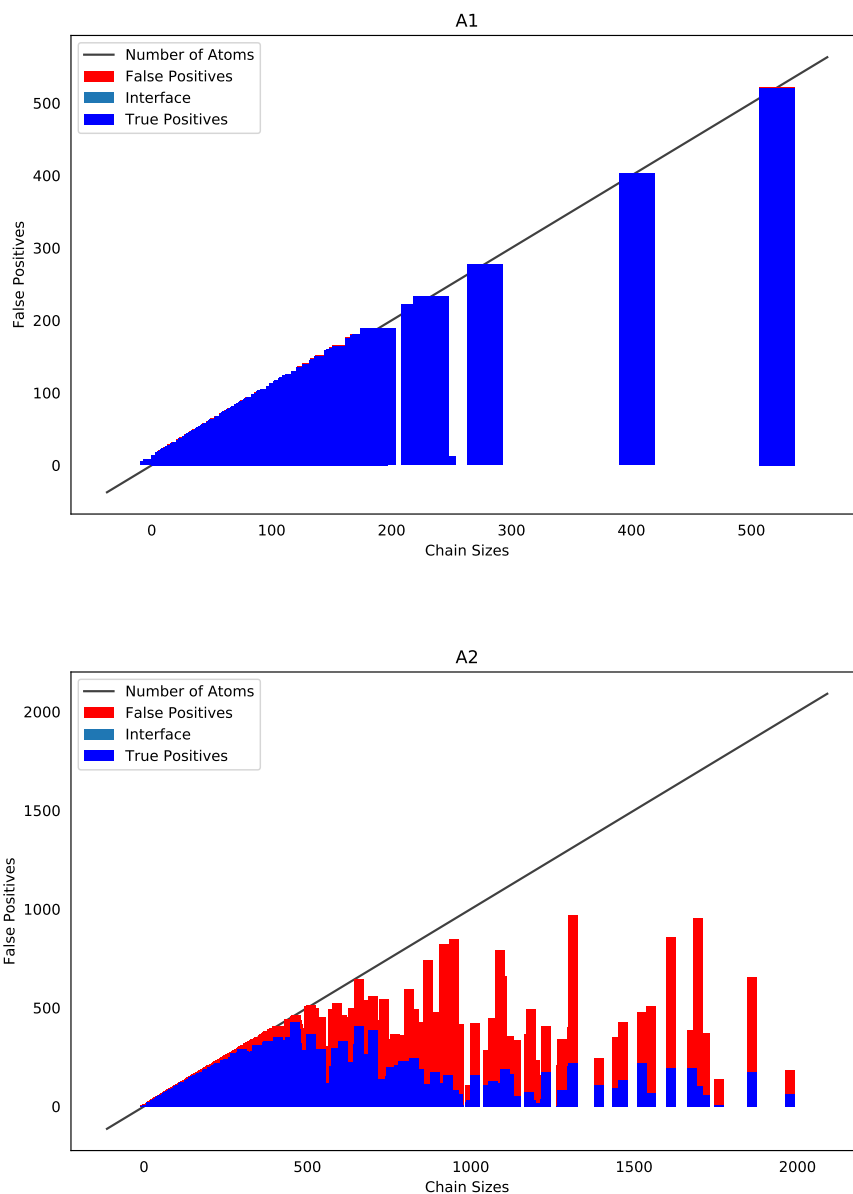 A1
Number of Atoms
False Positives
Interface
True Positives
500
400
300
200
100
0
False Positives
0 100 200 300 400 500
Chain Sizes
A2
Number of Atoms
False Positives
Interface
True Positives
2000
1500
1000
500
0
False Positives
0 500 1000 1500 2000
Chain Sizes